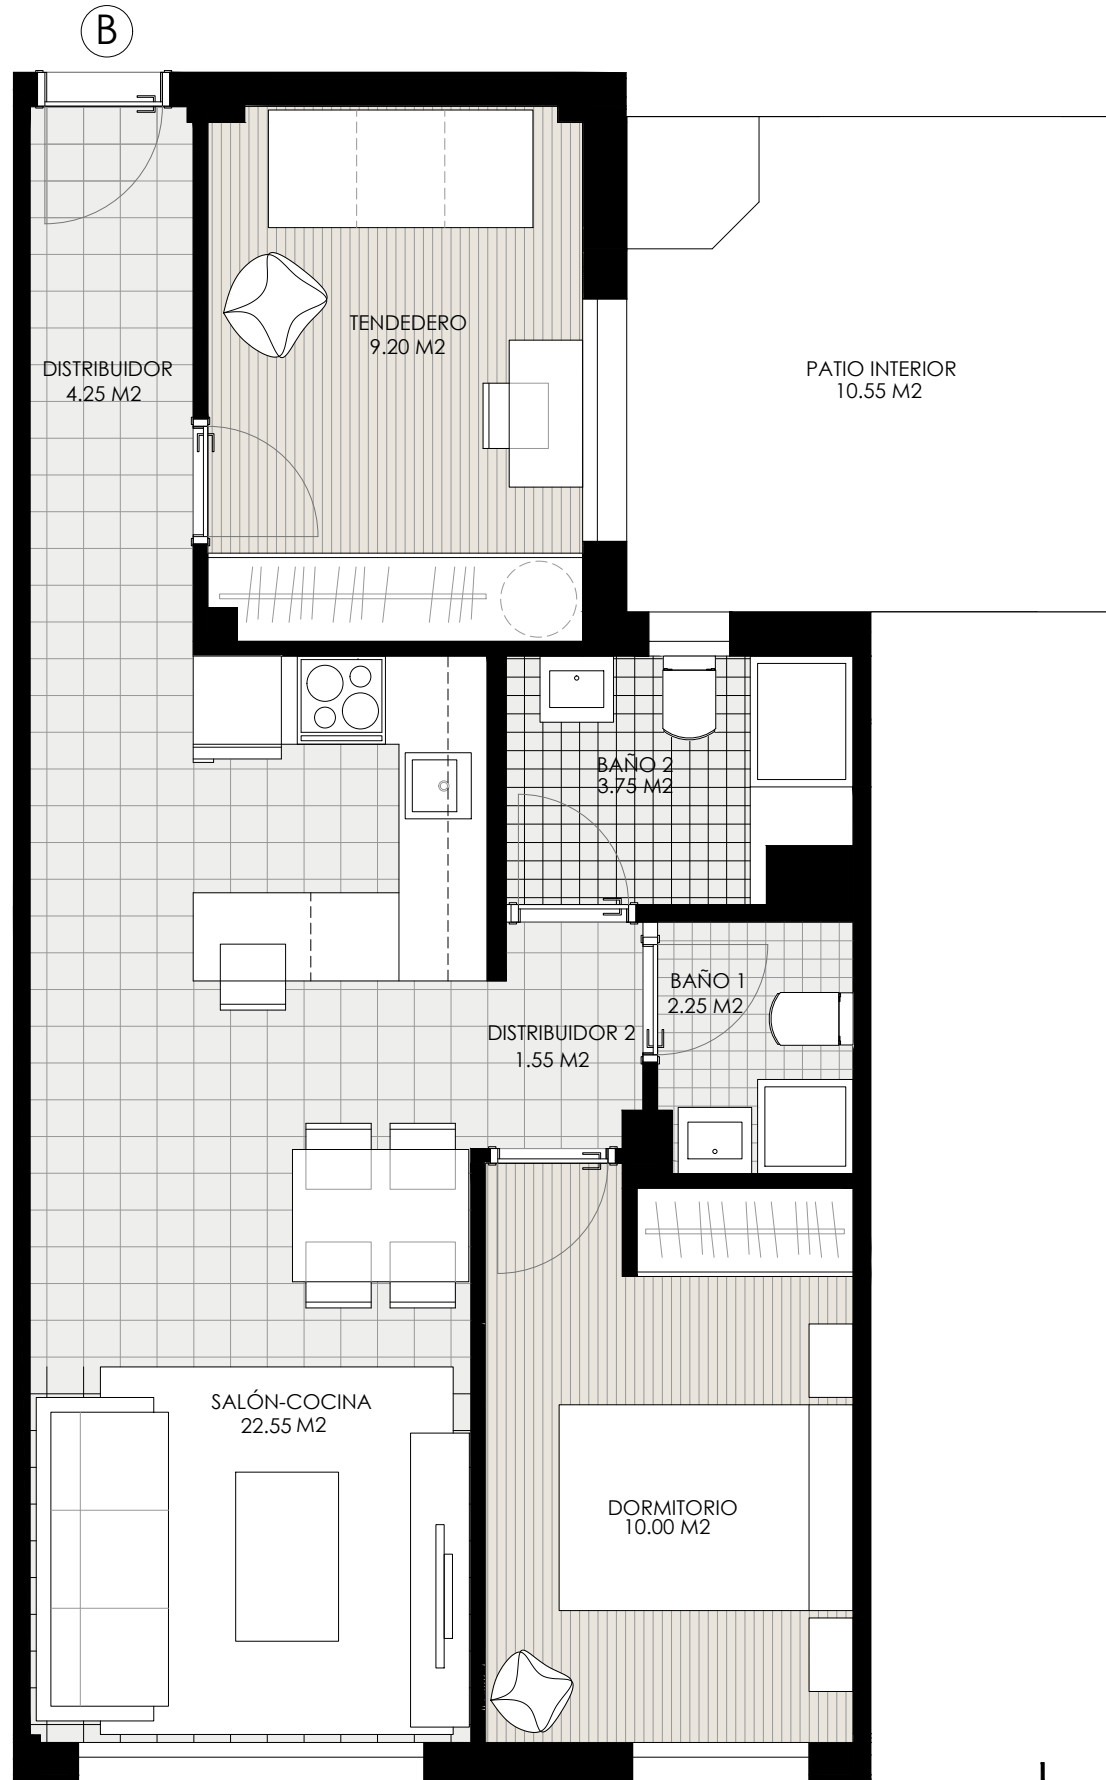 B
TENDEDERO
9.20 M2
DISTRIBUIDOR
4.25 M2
PATIO INTERIOR
10.55 M2
BAÑO 2
3.75 M2
BAÑO 1
2.25 M2
DISTRIBUIDOR 2
1.55 M2
SALÓN-COCINA
22.55 M2
DORMITORIO
10.00 M2